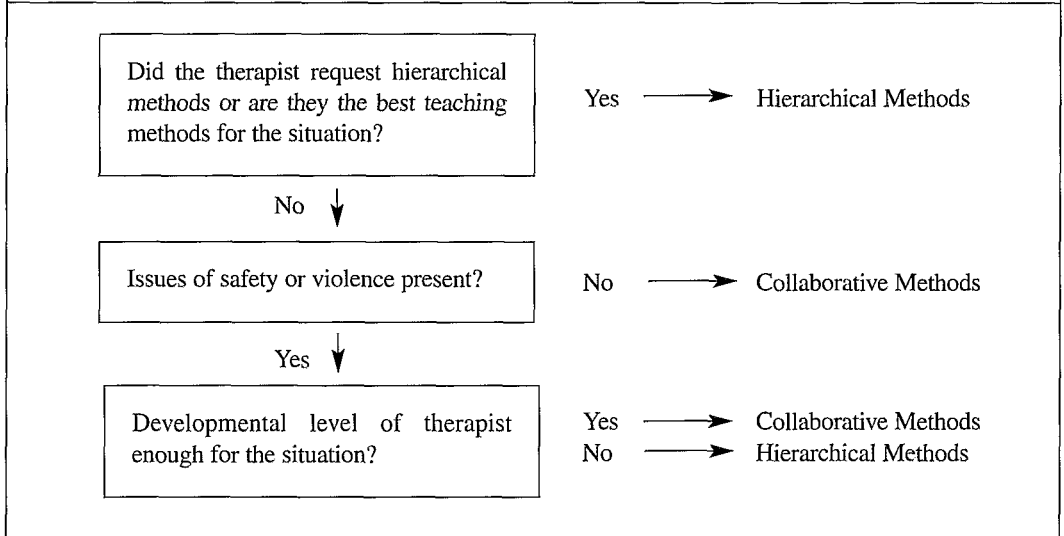 Did the therapist request hierarchical
methods or are they the best teaching
methods for the situation?
Yes Hierarchical Methods
No
Issues of safety or violence present?
No Collaborative Methods
Yes
Developmental level of therapist
enough for the situation?
Yes Collaborative Methods
No Hierarchical Methods